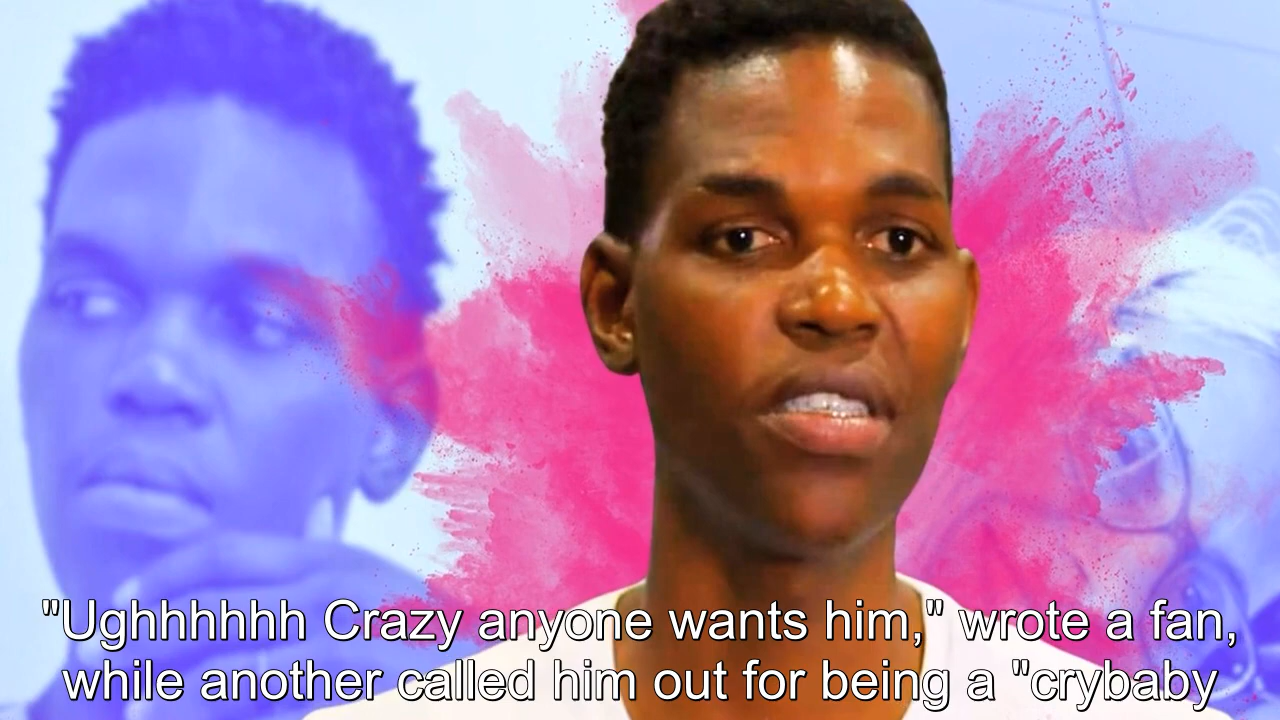 "Ughhhhhh Crazy anyone wants him," wrote a fan,
while another called him out for being a "crybaby